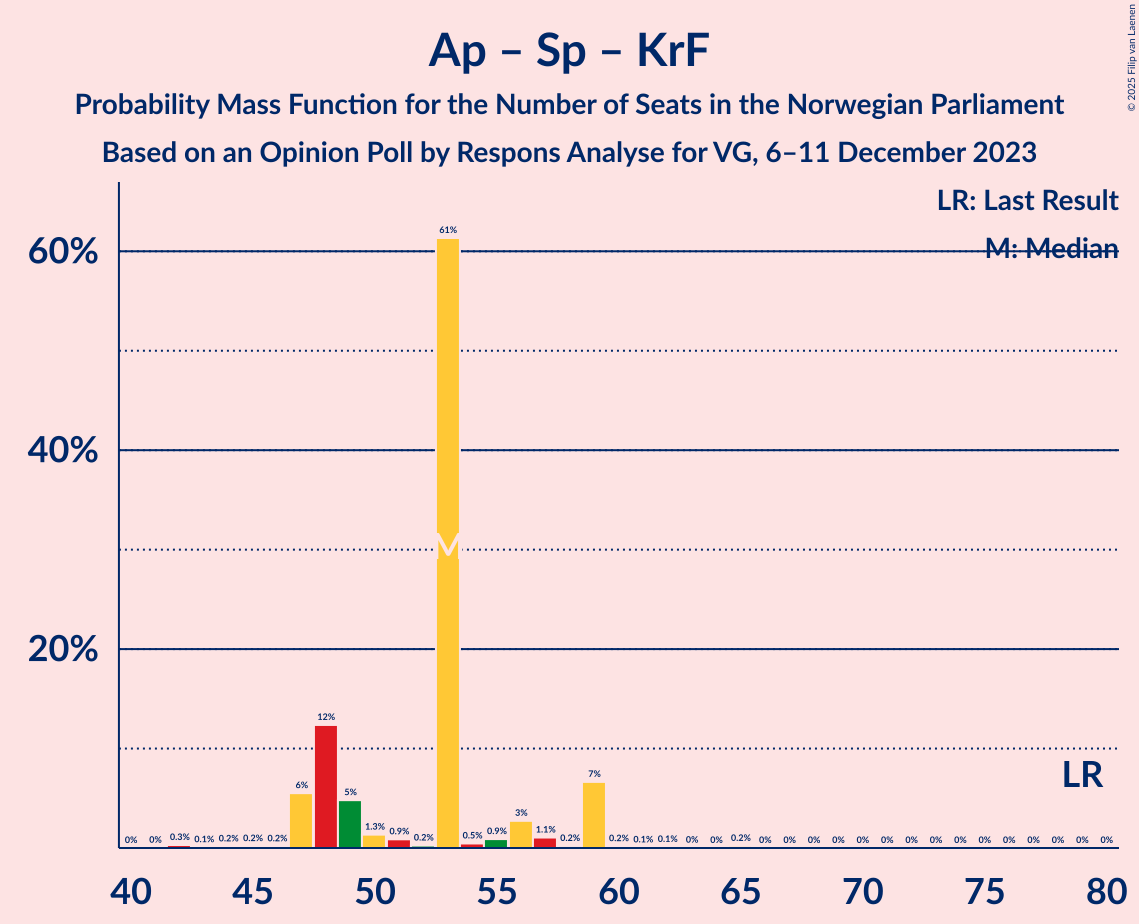 Ap – Sp – KrF
Probability Mass Function for the Number of Seats in the Norwegian Parliament
Based on an Opinion Poll by Respons Analyse for VG, 6–11 December 2023
© 2025 Filip van Laenen
LR: Last Result
M: Median
60%
40%
20%
0% 0% 0.3% 0.1% 0.2% 0.2% 0.2% 6% 12% 5% 1.3% 0.9% 0.2% 61% 0.5% 0.9% 3% 1.1% 0.2% 7% 0.2% 0.1% 0.1% 0% 0% 0.2% 0% 0% 0% 0% 0% 0% 0% 0% 0% 0% 0% 0% 0% 0% 0%
M
LR
40 45 50 55 60 65 70 75 80